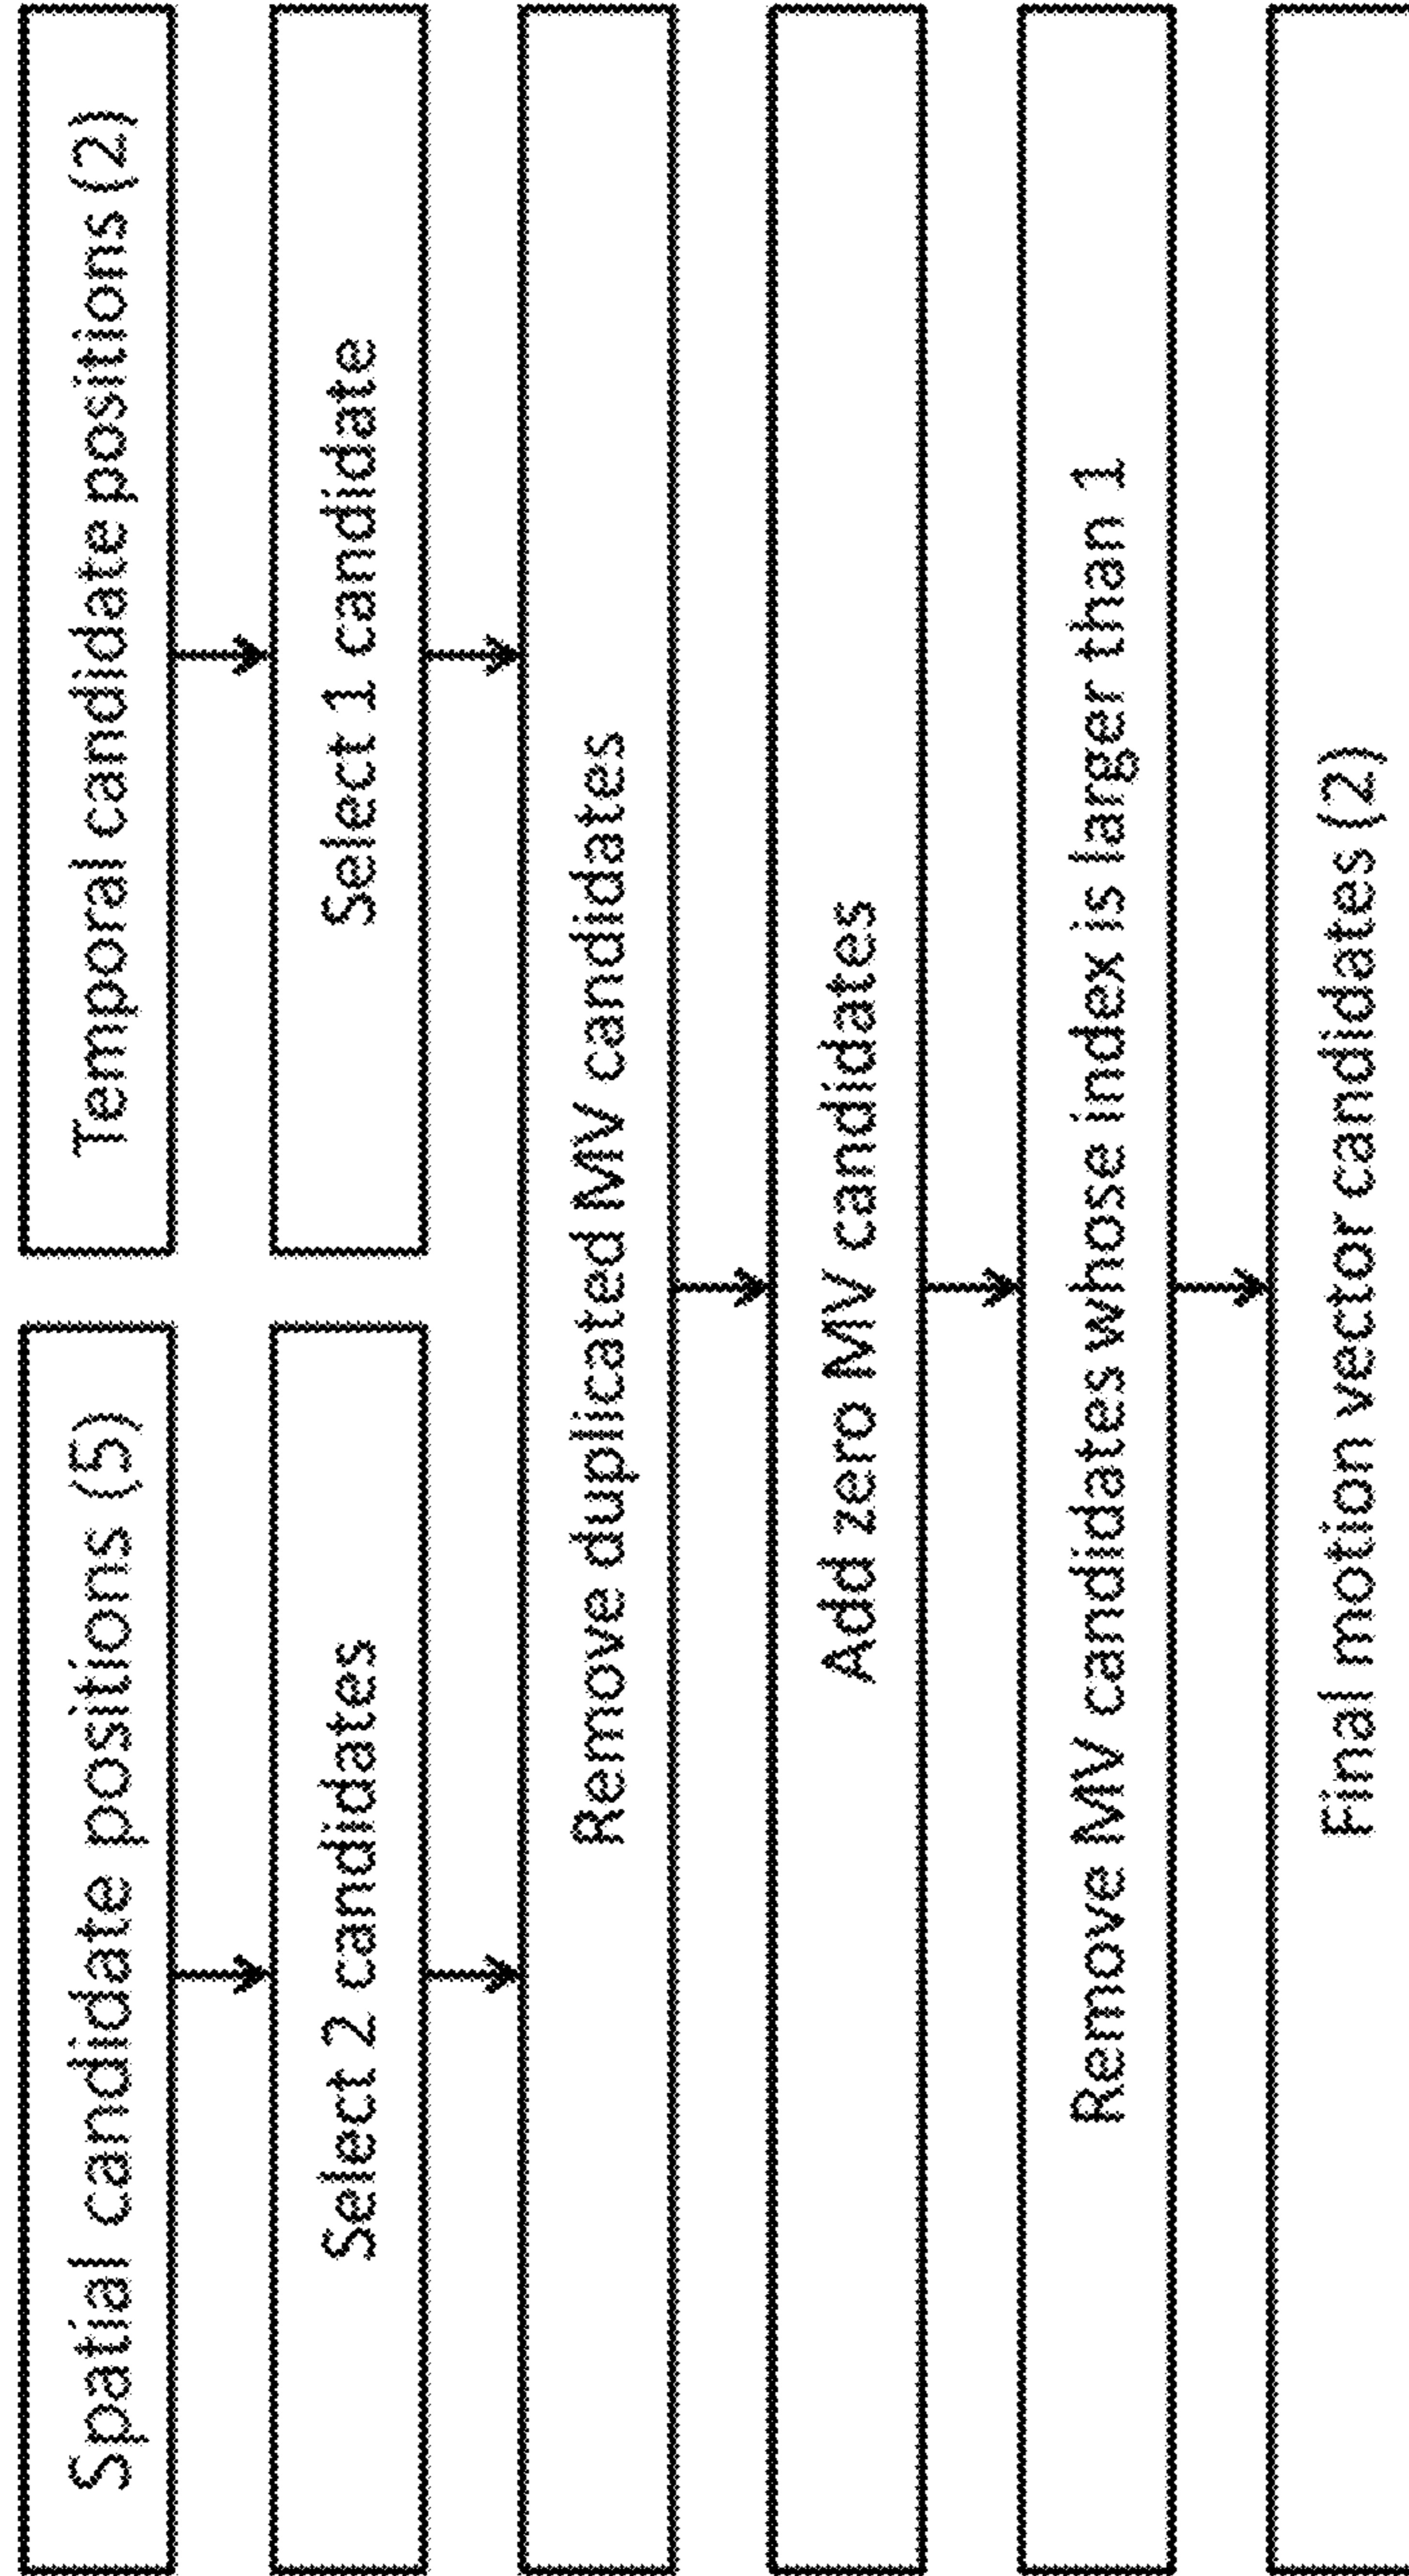 Spatial candidate positions (5)
Temporal candidate positions (2)
Select 2 candidates
Select 1 candidate
Remove duplicated MV candidates
Add zero MV candidates
Remove MV candidates whose index is larger than 1
Final motion vector candidates (2)